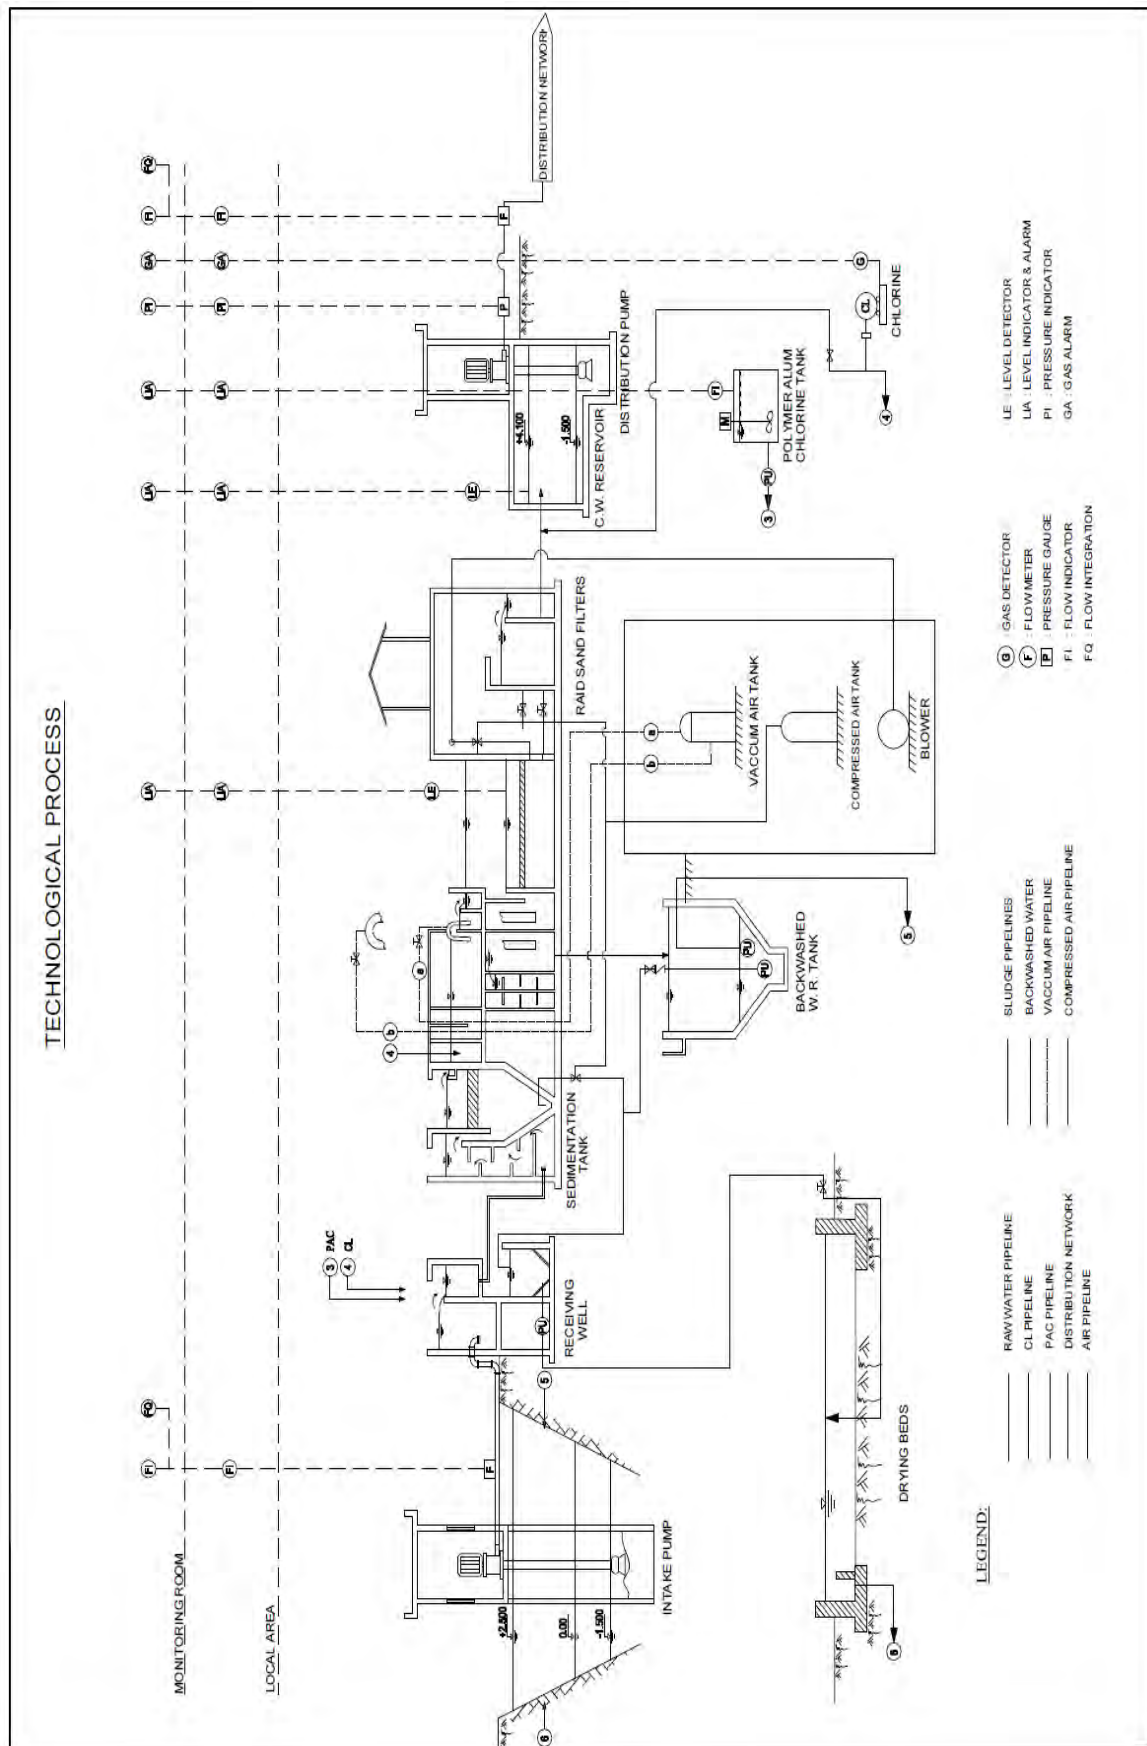 TECHNOLOGICAL PROCESS
MONITORING ROOM
LOCAL AREA
FI
FQ
FI
LIA
LIA
LIA
LIA
LIA
LIA
PI
PI
GA
GA
FI
FI
FQ
F
3 PAC
4 CL
4
b
a
LE
LE
P
F
DISTRIBUTION NETWORK
+2.500
0.00
-1.500
6
5
INTAKE PUMP
PU
RECEIVING
WELL
SEDIMENTATION
TANK
RAID SAND FILTERS
+4.100
-1.500
C.W. RESERVOIR
DISTRIBUTION PUMP
PU
PU
BACKWASHED
W. R. TANK
5
a
b
VACCUM AIR TANK
COMPRESSED AIR TANK
BLOWER
FI
M
PU
3
POLYMER ALUM
CHLORINE TANK
G
CL
CHLORINE
4
DRYING BEDS
LEGEND:
RAW WATER PIPELINE
CL PIPELINE
PAC PIPELINE
DISTRIBUTION NETWORK
AIR PIPELINE
SLUDGE PIPELINES
BACKWASHED WATER
VACCUM AIR PIPELINE
COMPRESSED AIR PIPELINE
G : GAS DETECTOR
F : FLOW METER
P : PRESSURE GAUGE
FI : FLOW INDICATOR
FQ : FLOW INTEGRATION
LE : LEVEL DETECTOR
LIA : LEVEL INDICATOR & ALARM
PI : PRESSURE INDICATOR
GA : GAS ALARM